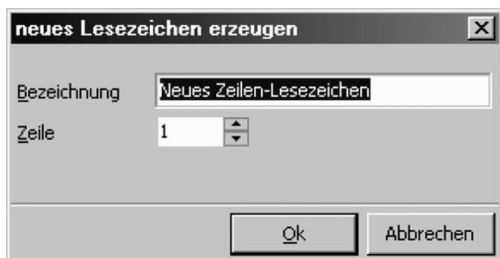 neues Lesezeichen erzeugen
Bezeichnung Neues Zeilen-Lesezeichen
Zeile 1
Ok Abbrechen